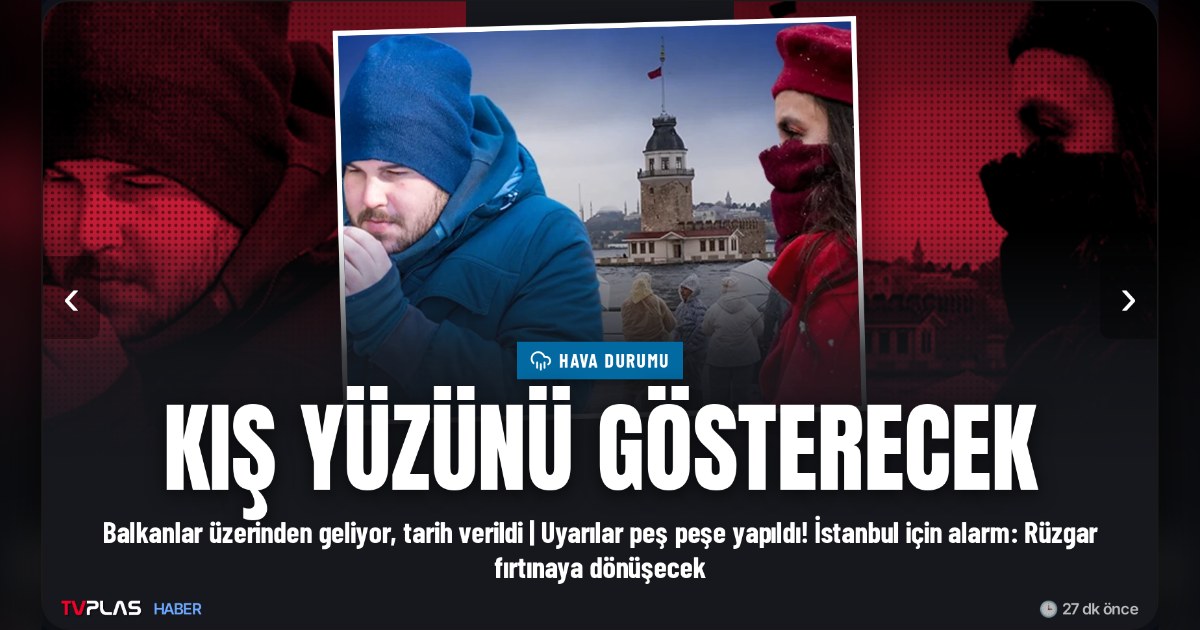 HAVA DURUMU
KIŞ YÜZÜNÜ GÖSTERECEK
Balkanlar üzerinden geliyor, tarih verildi | Uyarılar peş peşe yapıldı! İstanbul için alarm: Rüzgar
fırtınaya dönüşecek
TVPLAS HABER
27 dk önce